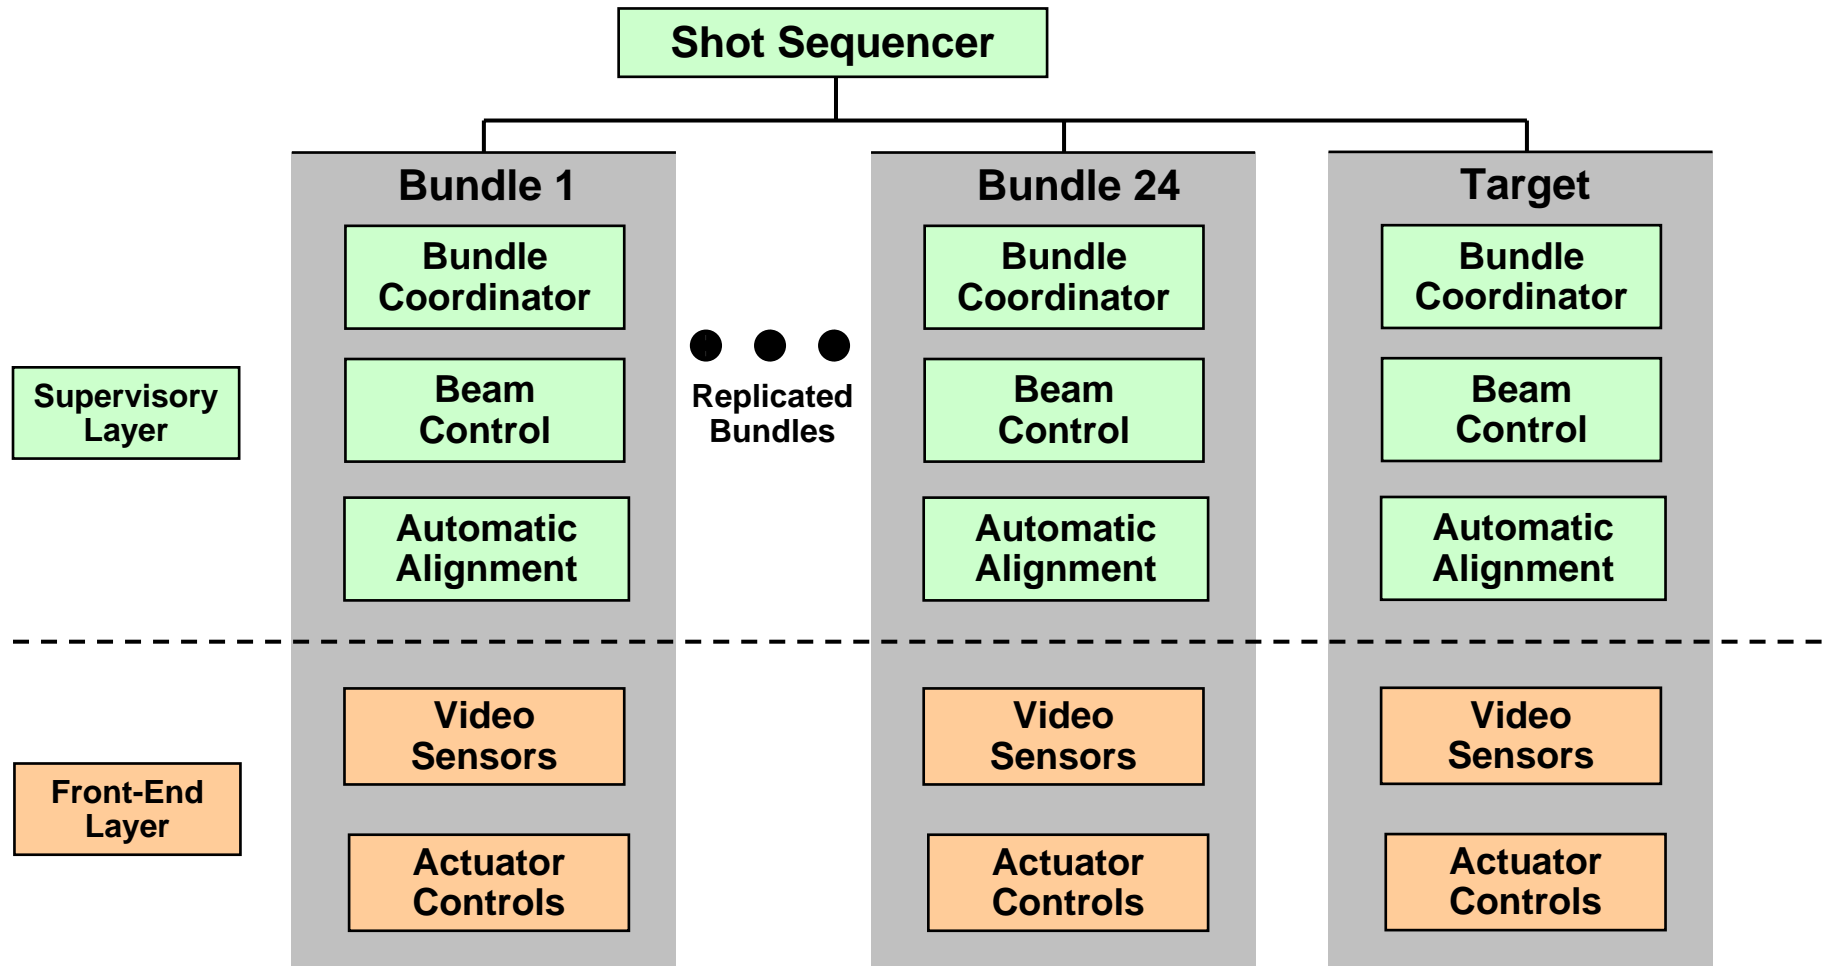 Shot Sequencer
Bundle 1
Bundle 24
Target
Bundle
Coordinator
Bundle
Coordinator
Bundle
Coordinator
Supervisory
Layer
Beam
Control
Replicated
Bundles
Beam
Control
Beam
Control
Automatic
Alignment
Automatic
Alignment
Automatic
Alignment
Front-End
Layer
Video
Sensors
Video
Sensors
Video
Sensors
Actuator
Controls
Actuator
Controls
Actuator
Controls